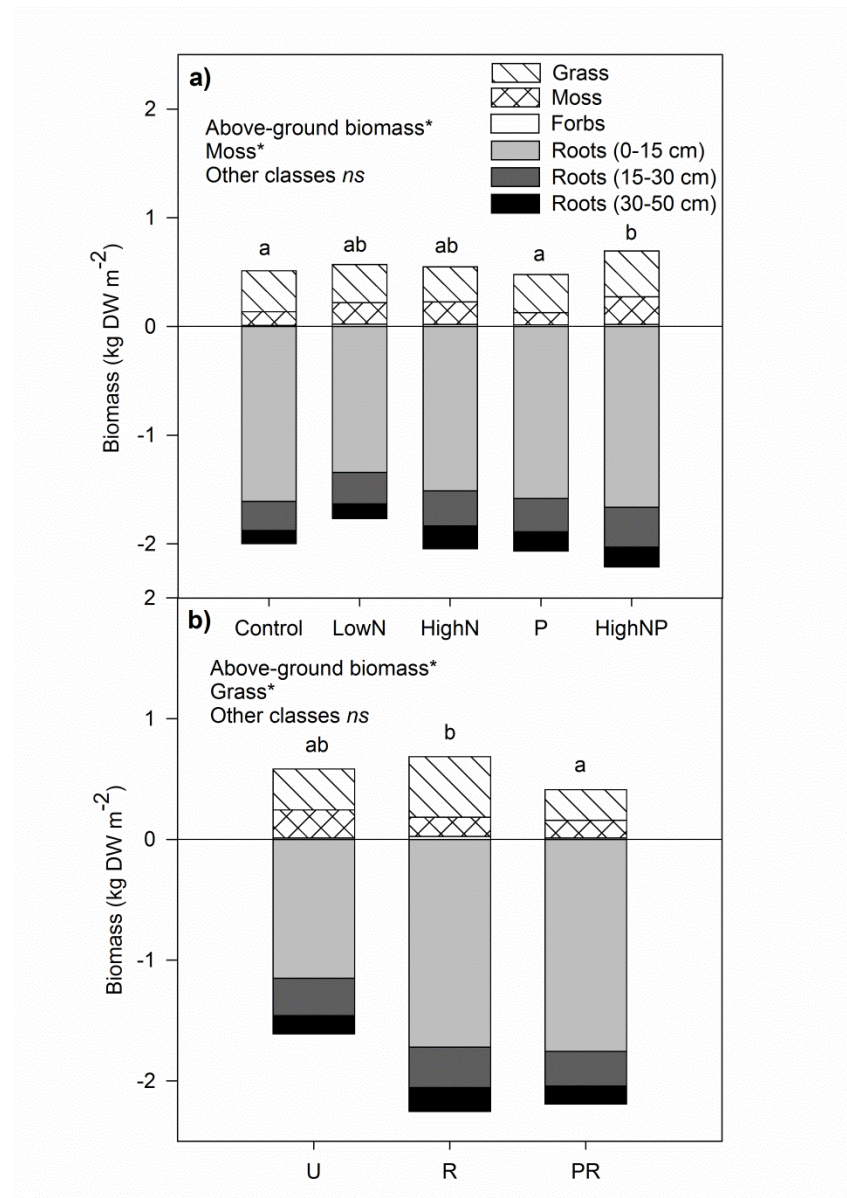 a)
Grass
Moss
Forbs
Roots (0-15 cm)
Roots (15-30 cm)
Roots (30-50 cm)
Above-ground biomass*
Moss*
Other classes ns
a ab ab a b
Biomass (kg DW m-2)
2
1
0
-1
-2
Control LowN HighN P HighNP
b)
Above-ground biomass*
Grass*
Other classes ns
ab b a
Biomass (kg DW m-2)
2
1
0
-1
-2
U R PR